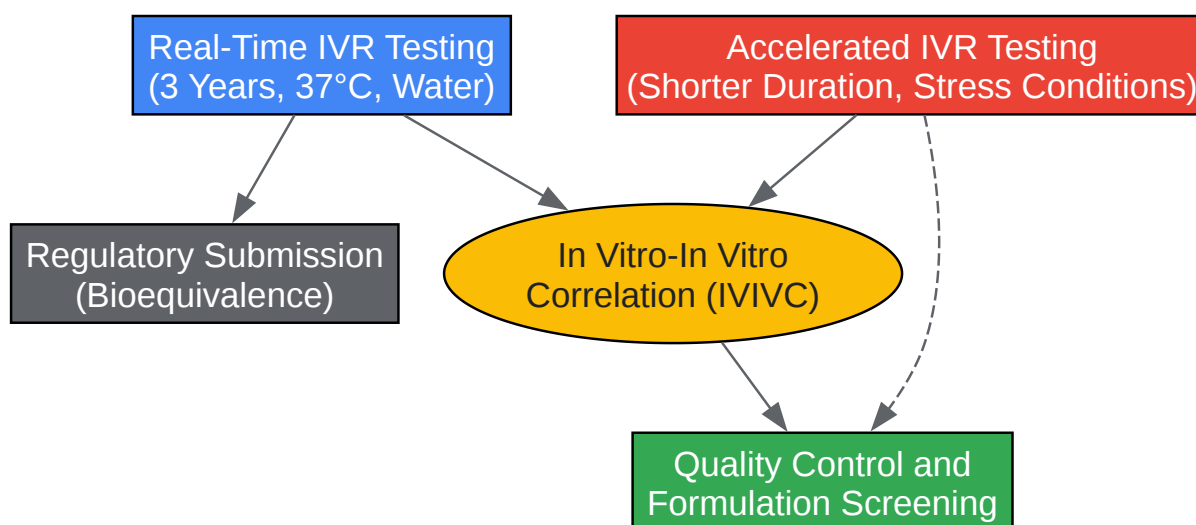 Real-Time IVR Testing
(3 Years, 37°C, Water)
Accelerated IVR Testing
(Shorter Duration, Stress Conditions)
Regulatory Submission
(Bioequivalence)
In Vitro-In Vitro
Correlation (IVIVC)
Quality Control and
Formulation Screening